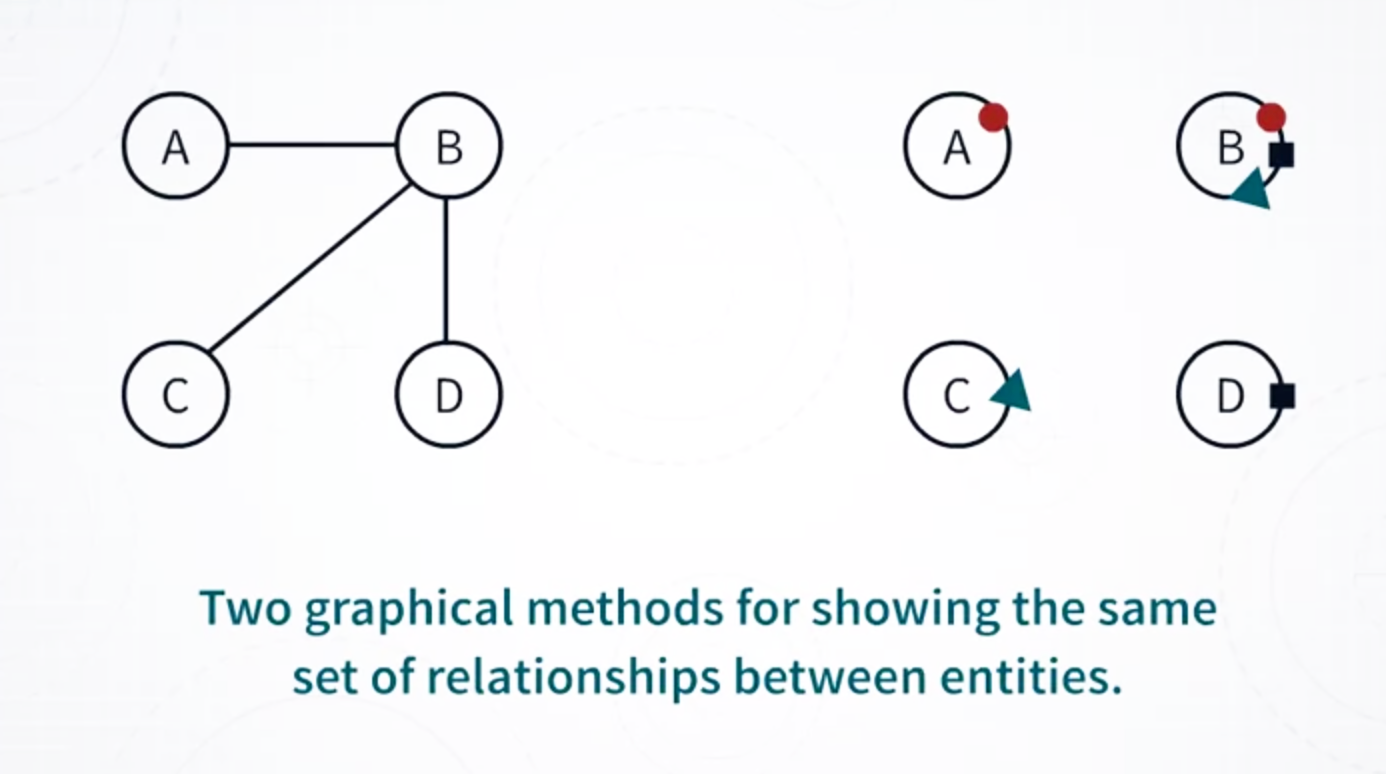 A B A B
C D C D
Two graphical methods for showing the same
set of relationships between entities.